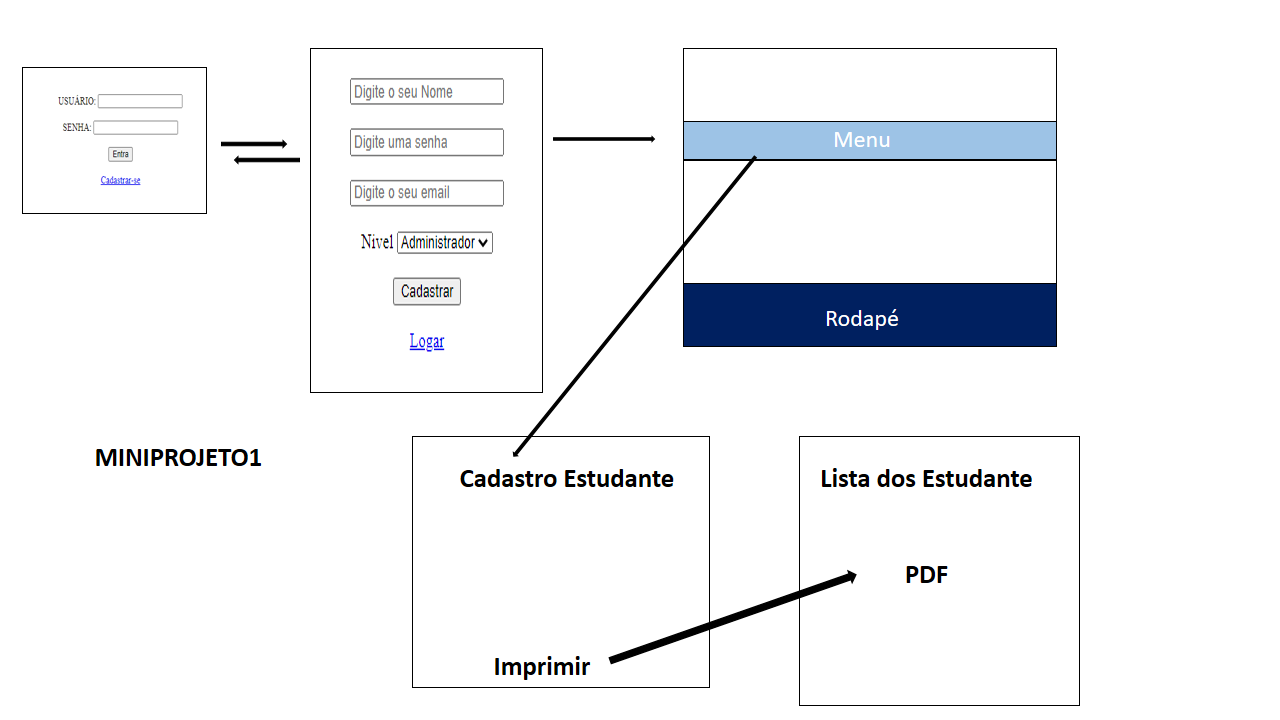 USUÁRIO:
SENHA:
Entra
Cadastrar-se
Digite o seu Nome
Digite uma senha
Digite o seu email
Nivel Administrador
Cadastrar
Logar
Menu
Rodapé
MINIPROJETO1
Cadastro Estudante
Imprimir
Lista dos Estudante
PDF